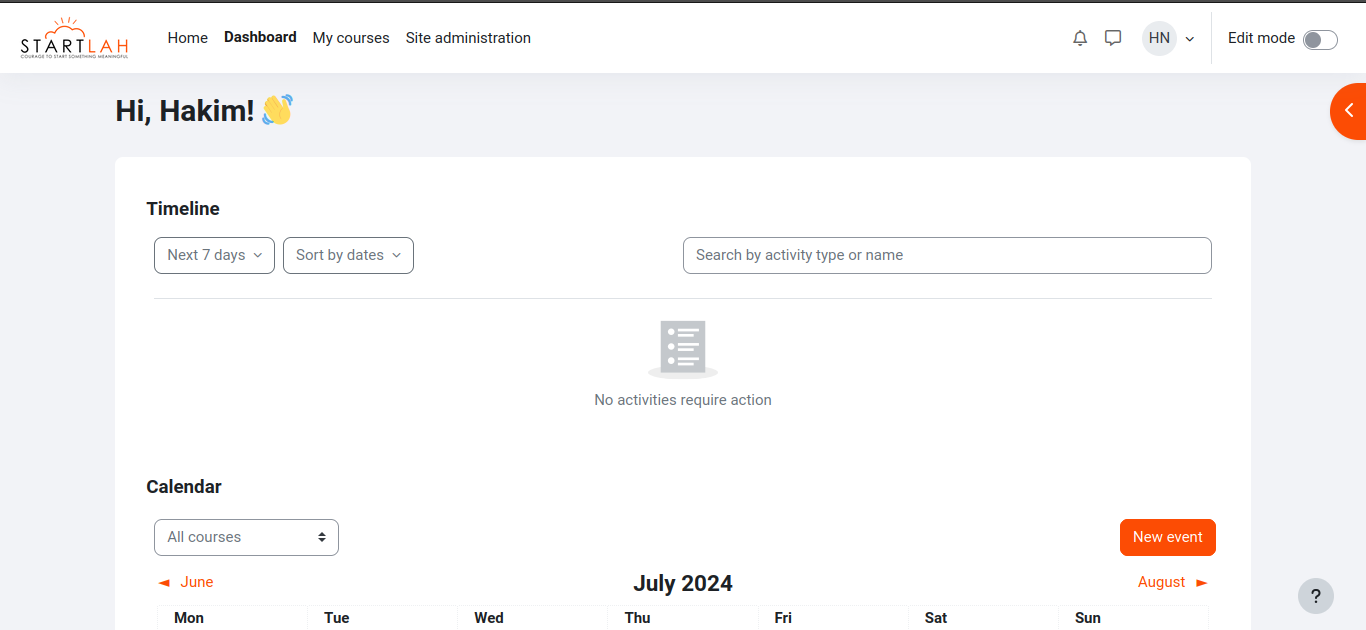 STARTLAH
COURAGE TO START SOMETHING MEANINGFUL
Home Dashboard My courses Site administration
HN
Edit mode
Hi, Hakim! 👋
Timeline
Next 7 days
Sort by dates
Search by activity type or name
No activities require action
Calendar
All courses
New event
◄ June
July 2024
August ►
Mon Tue Wed Thu Fri Sat Sun
?